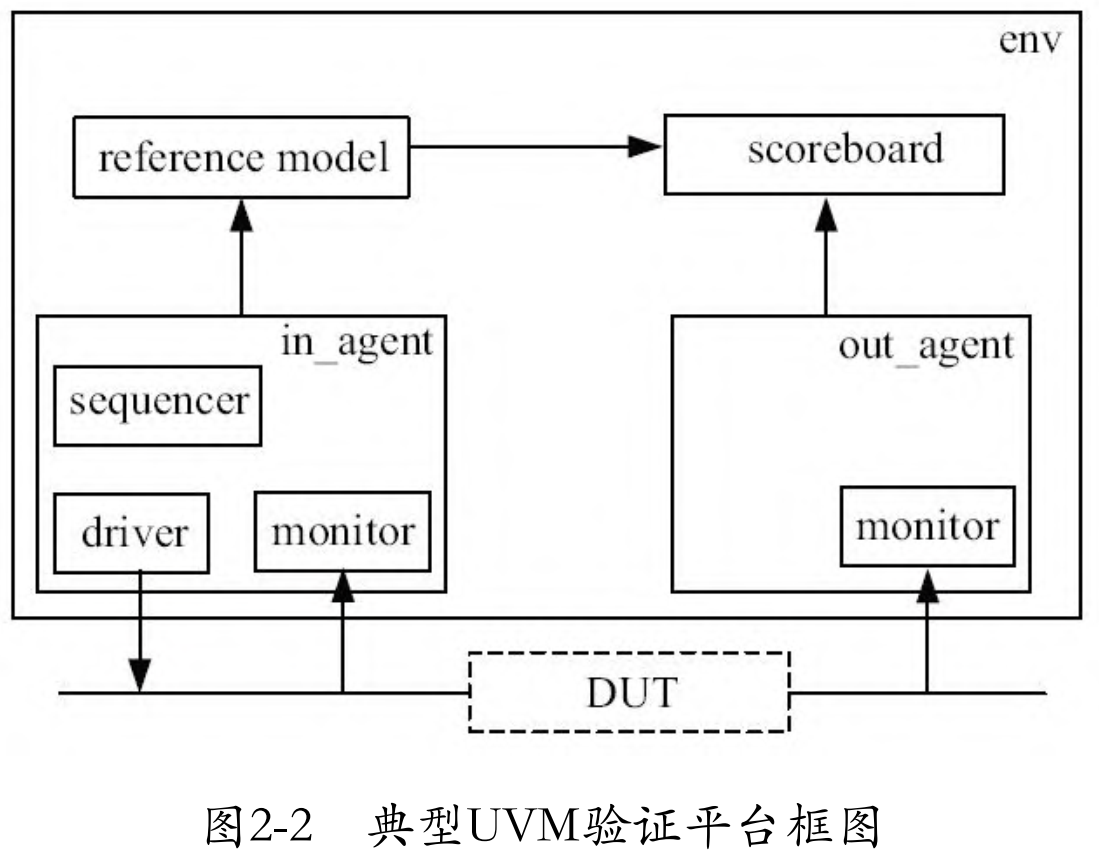 env
reference model
scoreboard
in_agent
out_agent
sequencer
driver
monitor
monitor
DUT
图2-2 典型UVM验证平台框图